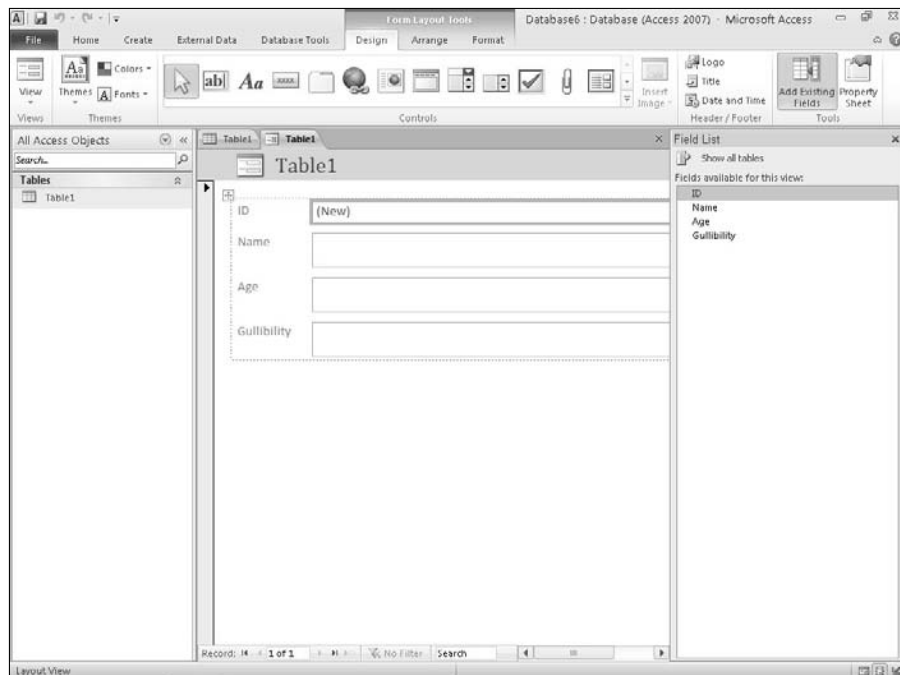 Form Layout Tools
Database6 : Database (Access 2007) - Microsoft Access
File Home Create External Data Database Tools Design Arrange Format
View
Views
Themes
Colors
Fonts
Themes
ab
Aa
xxxx
Controls
Insert Image
Logo
Title
Date and Time
Header / Footer
Add Existing Fields
Property Sheet
Tools
All Access Objects
Search...
Tables
Table1
Table1 Table1
Table1
ID (New)
Name
Age
Gullibility
Field List
Show all tables
Fields available for this view:
ID
Name
Age
Gullibility
Record: 1 of 1 No Filter Search
Layout View